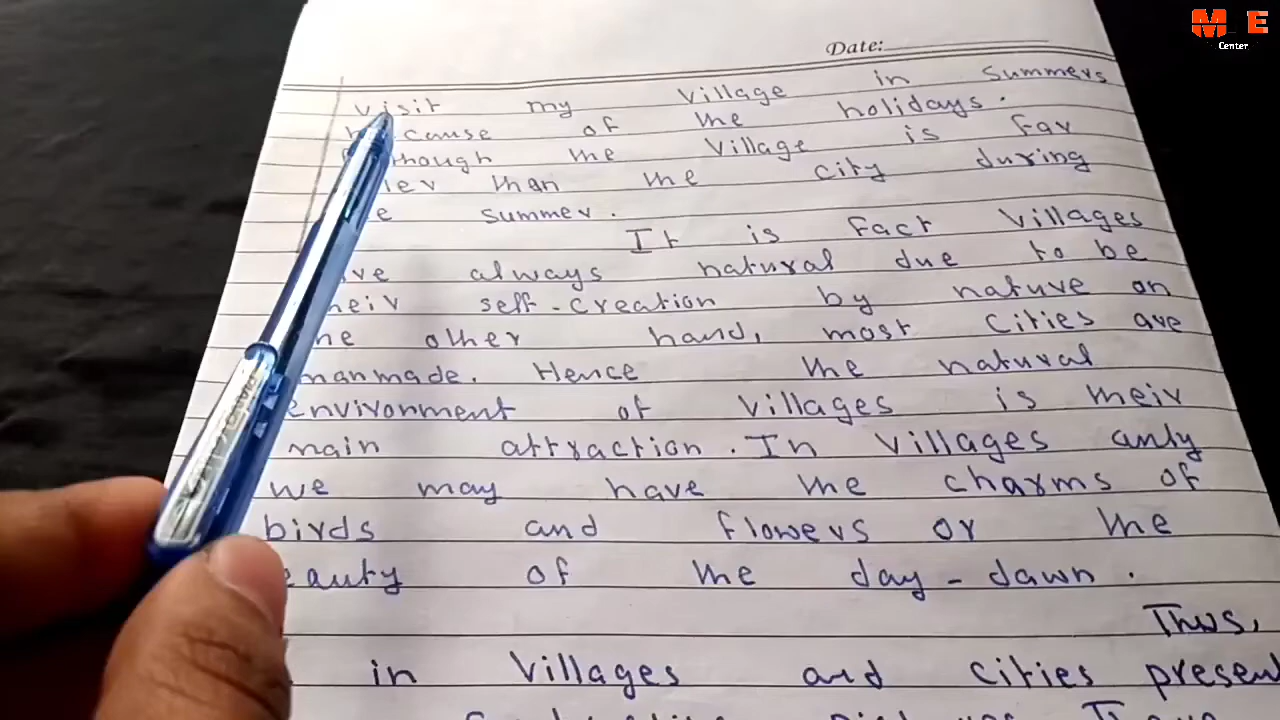 M E
Center
Date:
visit my village in Summers
of the holidays.
the village is far
than the city during
summer.
It is fact villages
always natural due to be
self-creation by nature on
other hand, most cities are
manmade. Hence the natural
environment of villages is their
main attraction. In villages anly
we may have the charms of
birds and flowers or the
eauty of the day-dawn.
Thus,
in villages and cities present